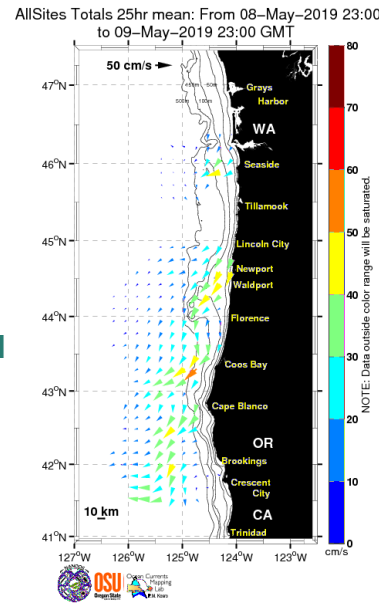 AllSites Totals 25hr mean: From 08-May-2019 23:00
to 09-May-2019 23:00 GMT
50 cm/s
80
70
60
50
40
30
20
10
0
cm/s
NOTE: Data outside color range will be saturated.
47°N
46°N
45°N
44°N
43°N
42°N
41°N
Grays
Harbor
WA
Seaside
Tillamook
Lincoln City
Newport
Waldport
Florence
Coos Bay
Cape Blanco
OR
Brookings
Crescent
City
CA
Trinidad
10 km
127°W
126°W
125°W
124°W
123°W
OSU
Oregon State
Ocean Currents
Mapping
Lab